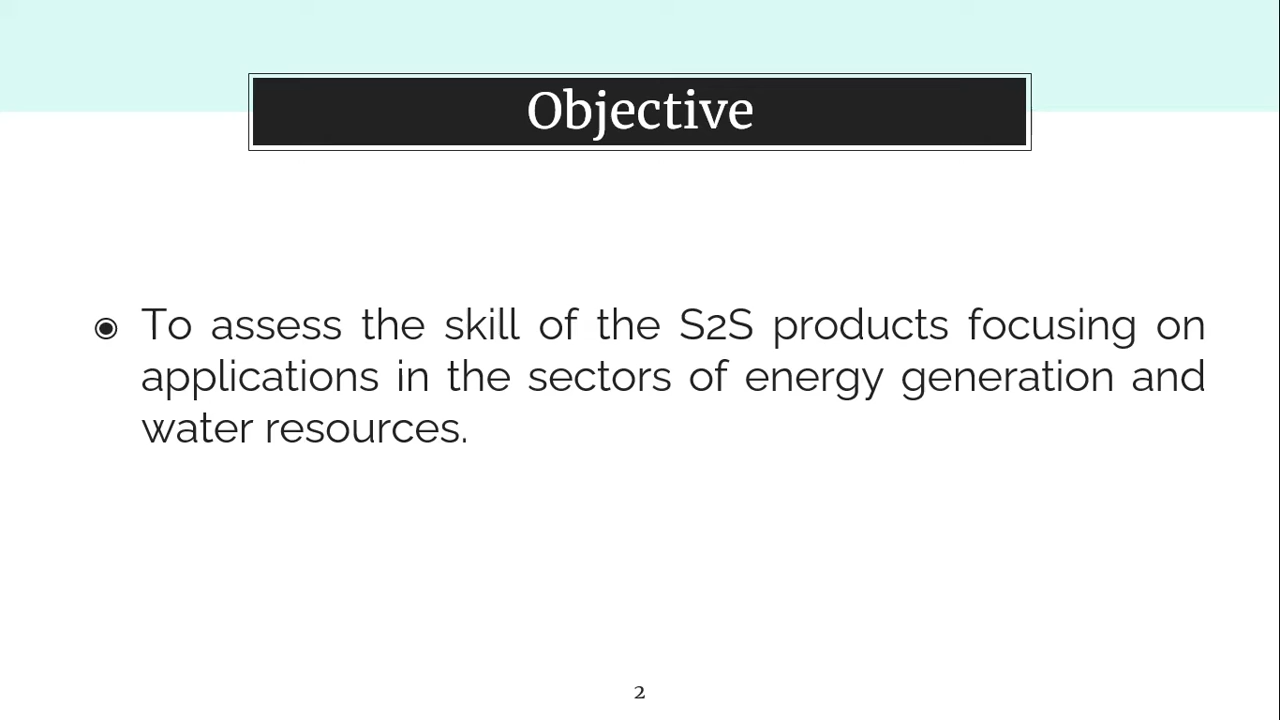 Objective
To assess the skill of the S2S products focusing on
applications in the sectors of energy generation and
water resources.
2